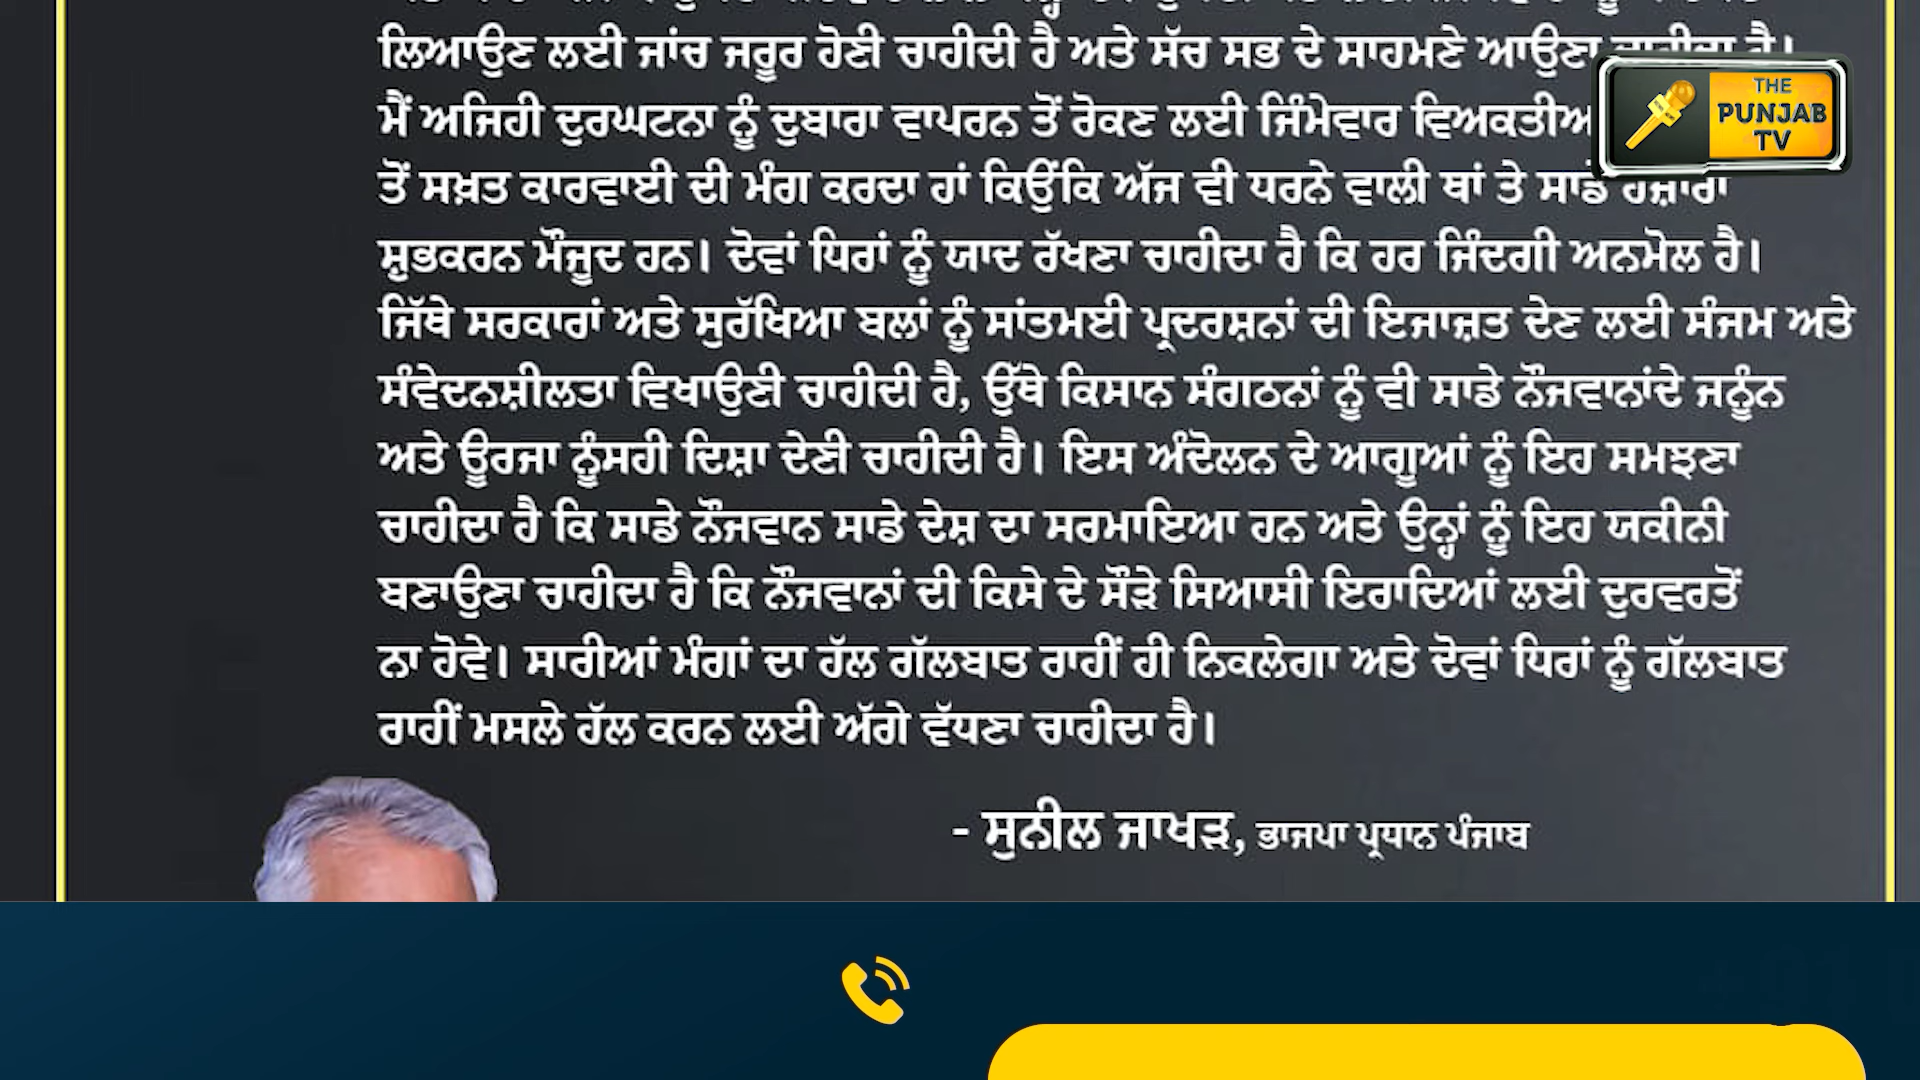 ਲਿਆਉਣ ਲਈ ਜਾਂਚ ਜਰੂਰ ਹੋਣੀ ਚਾਹੀਦੀ ਹੈ ਅਤੇ ਸੱਚ ਸਭ ਦੇ ਸਾਹਮਣੇ ਆਉਣਾ ਚਾਹੀਦਾ ਹੈ।
ਮੈਂ ਅਜਿਹੀ ਦੁਰਘਟਨਾ ਨੂੰ ਦੁਬਾਰਾ ਵਾਪਰਨ ਤੋਂ ਰੋਕਣ ਲਈ ਜਿੰਮੇਵਾਰ
ਤੋਂ ਸਖ਼ਤ ਕਾਰਵਾਈ ਦੀ ਮੰਗ ਕਰਦਾ ਹਾਂ ਕਿਉਂਕਿ ਅੱਜ ਵੀ ਧਰਨੇ ਵਾਲੀ ਥਾਂ ਤੇ ਸਾਡੇ ਹਜ਼ਾਰਾਂ
ਸ਼ੁਭਕਰਨ ਮੌਜੂਦ ਹਨ। ਦੋਵਾਂ ਧਿਰਾਂ ਨੂੰ ਯਾਦ ਰੱਖਣਾ ਚਾਹੀਦਾ ਹੈ ਕਿ ਹਰ ਜਿੰਦਗੀ ਅਨਮੋਲ ਹੈ।
ਜਿੱਥੇ ਸਰਕਾਰਾਂ ਅਤੇ ਸੁਰੱਖਿਆ ਬਲਾਂ ਨੂੰ ਸਾਂਤਮਈ ਪ੍ਰਦਰਸ਼ਨਾਂ ਦੀ ਇਜਾਜ਼ਤ ਦੇਣ ਲਈ ਸੰਜਮ ਅਤੇ
ਸੰਵੇਦਨਸ਼ੀਲਤਾ ਵਿਖਾਉਣੀ ਚਾਹੀਦੀ ਹੈ, ਉੱਥੇ ਕਿਸਾਨ ਸੰਗਠਨਾਂ ਨੂੰ ਵੀ ਸਾਡੇ ਨੌਜਵਾਨਾਂਦੇ ਜਨੂੰਨ
ਅਤੇ ਊਰਜਾ ਨੂੰਸਹੀ ਦਿਸ਼ਾ ਦੇਣੀ ਚਾਹੀਦੀ ਹੈ। ਇਸ ਅੰਦੋਲਨ ਦੇ ਆਗੂਆਂ ਨੂੰ ਇਹ ਸਮਝਣਾ
ਚਾਹੀਦਾ ਹੈ ਕਿ ਸਾਡੇ ਨੌਜਵਾਨ ਸਾਡੇ ਦੇਸ਼ ਦਾ ਸਰਮਾਇਆ ਹਨ ਅਤੇ ਉਨ੍ਹਾਂ ਨੂੰ ਇਹ ਯਕੀਨੀ
ਬਣਾਉਣਾ ਚਾਹੀਦਾ ਹੈ ਕਿ ਨੌਜਵਾਨਾਂ ਦੀ ਕਿਸੇ ਦੇ ਸੌੜੇ ਸਿਆਸੀ ਇਰਾਦਿਆਂ ਲਈ ਦੁਰਵਰਤੋਂ
ਨਾ ਹੋਵੇ। ਸਾਰੀਆਂ ਮੰਗਾਂ ਦਾ ਹੱਲ ਗੱਲਬਾਤ ਰਾਹੀਂ ਹੀ ਨਿਕਲੇਗਾ ਅਤੇ ਦੋਵਾਂ ਧਿਰਾਂ ਨੂੰ ਗੱਲਬਾਤ
ਰਾਹੀਂ ਮਸਲੇ ਹੱਲ ਕਰਨ ਲਈ ਅੱਗੇ ਵੱਧਣਾ ਚਾਹੀਦਾ ਹੈ।
- ਸੁਨੀਲ ਜਾਖੜ, ਭਾਜਪਾ ਪ੍ਰਧਾਨ ਪੰਜਾਬ
THE
PUNJAB
TV